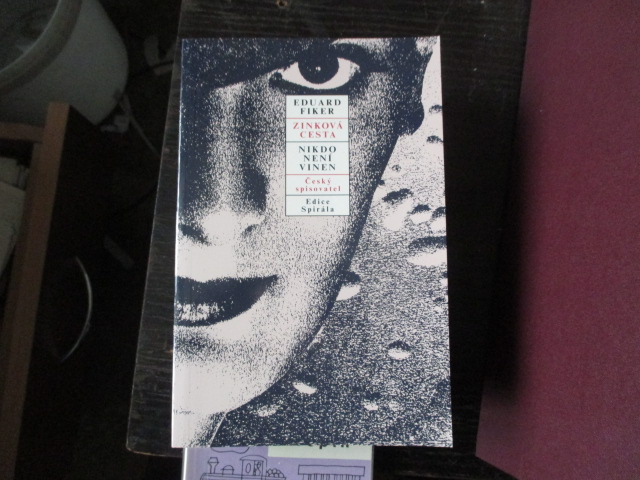 EDUARD
FIKER
ZINKOVÁ
CESTA
NIKDO
NENÍ
VINEN
Český
spisovatel
Edice
Spirála